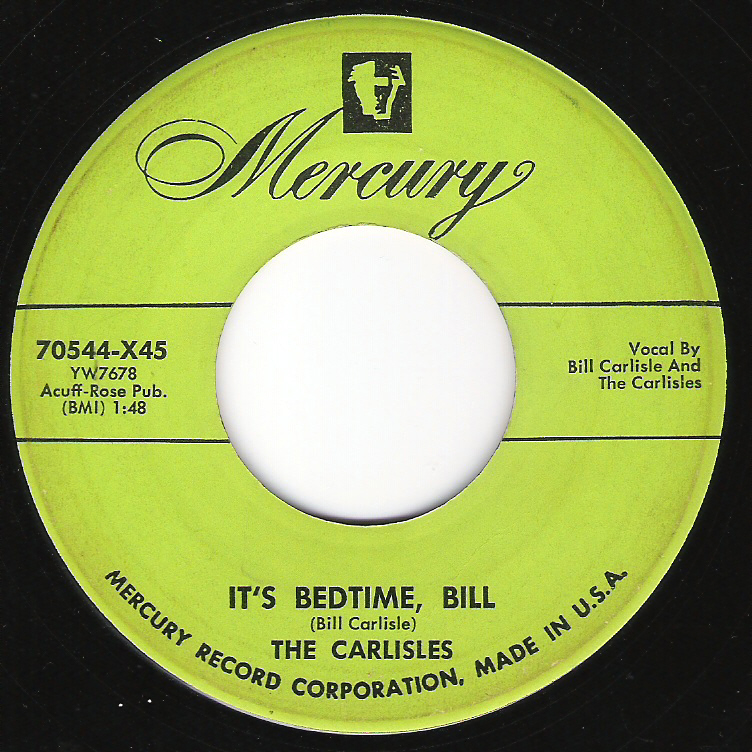 Mercury
70544-X45
YW7678
Acuff-Rose Pub.
(BMI) 1:48
Vocal By
Bill Carlisle And
The Carlisles
IT'S BEDTIME, BILL
(Bill Carlisle)
THE CARLISLES
MERCURY RECORD CORPORATION, MADE IN U.S.A.